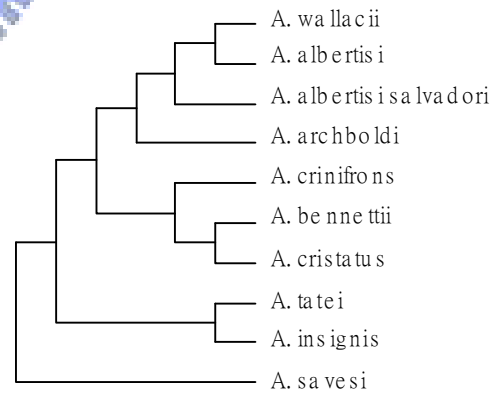 A. wallacii
A. albertisi
A. albertisi salvadori
A. archboldi
A. crinifrons
A. bennettii
A. cristatus
A. tatei
A. insignis
A. savesi